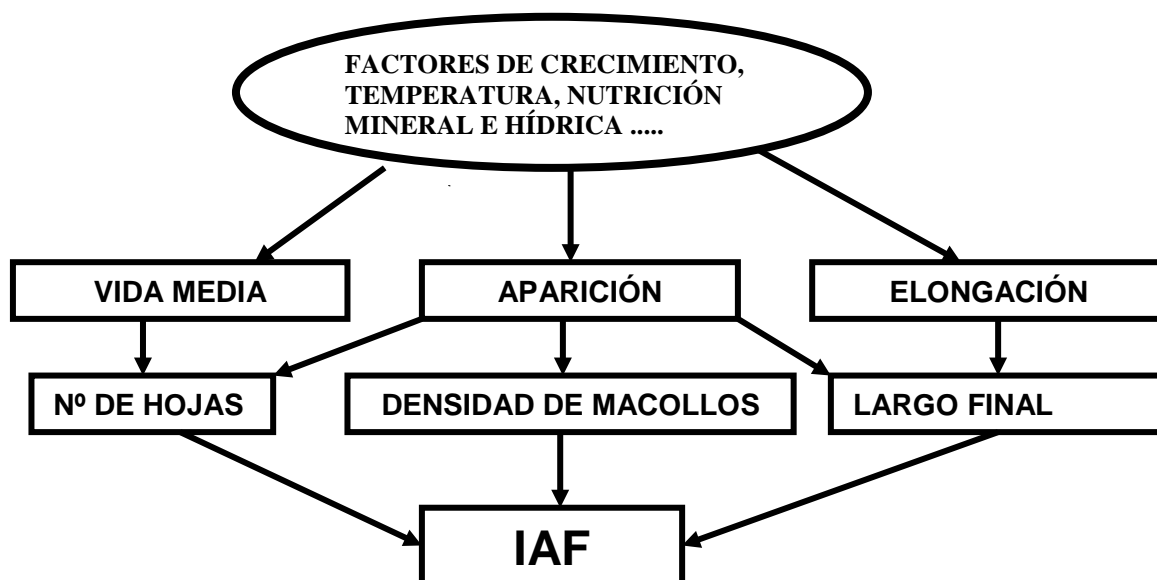 FACTORES DE CRECIMIENTO,
TEMPERATURA, NUTRICIÓN
MINERAL E HÍDRICA .....
VIDA MEDIA
APARICIÓN
ELONGACIÓN
Nº DE HOJAS
DENSIDAD DE MACOLLOS
LARGO FINAL
IAF